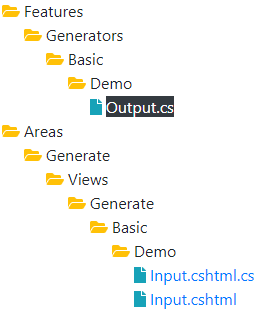 Features
Generators
Basic
Demo
Output.cs
Areas
Generate
Views
Generate
Basic
Demo
Input.cshtml.cs
Input.cshtml